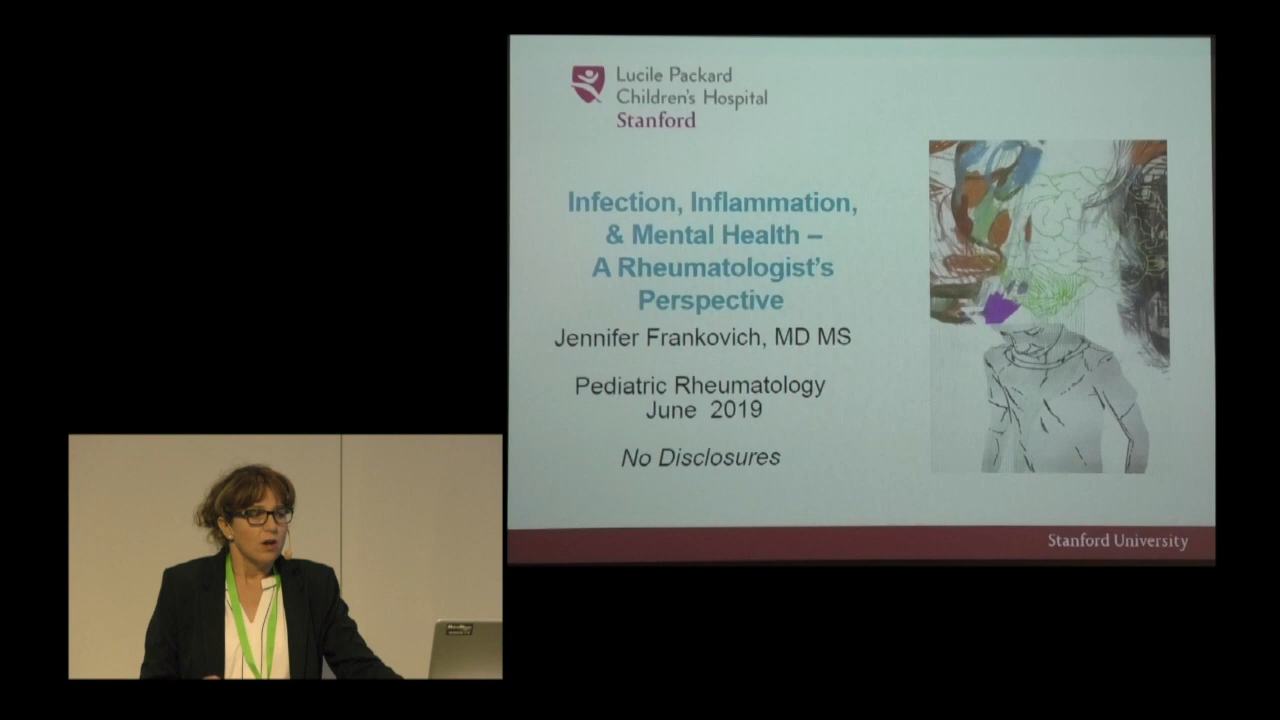 Lucile Packard
Children's Hospital
Stanford
Infection, Inflammation,
& Mental Health –
A Rheumatologist's
Perspective
Jennifer Frankovich, MD MS
Pediatric Rheumatology
June 2019
No Disclosures
Stanford University